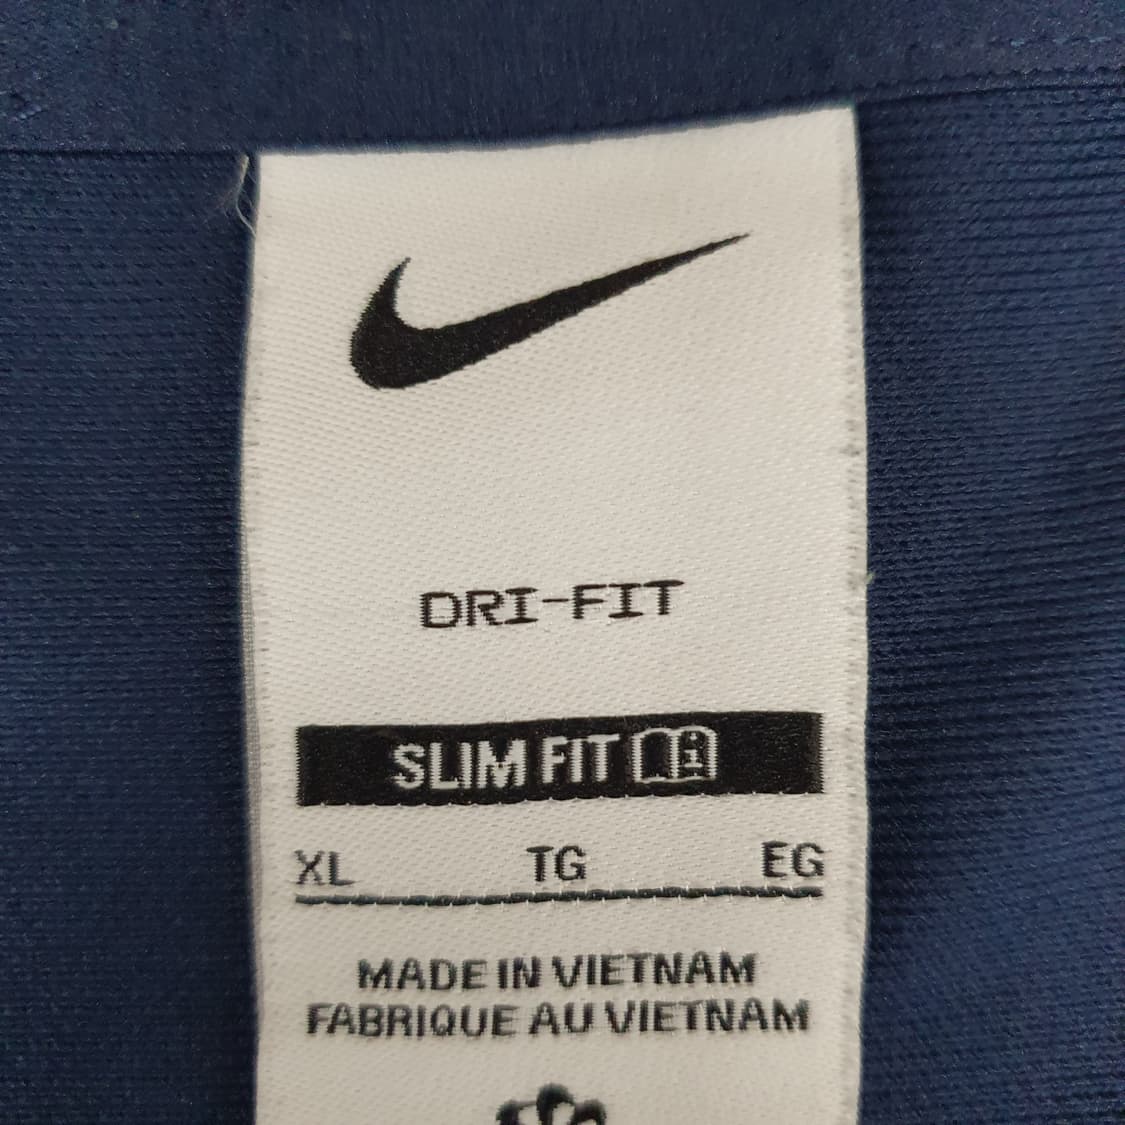 DRI-FIT
SLIM FIT
XL TG EG
MADE IN VIETNAM
FABRIQUE AU VIETNAM